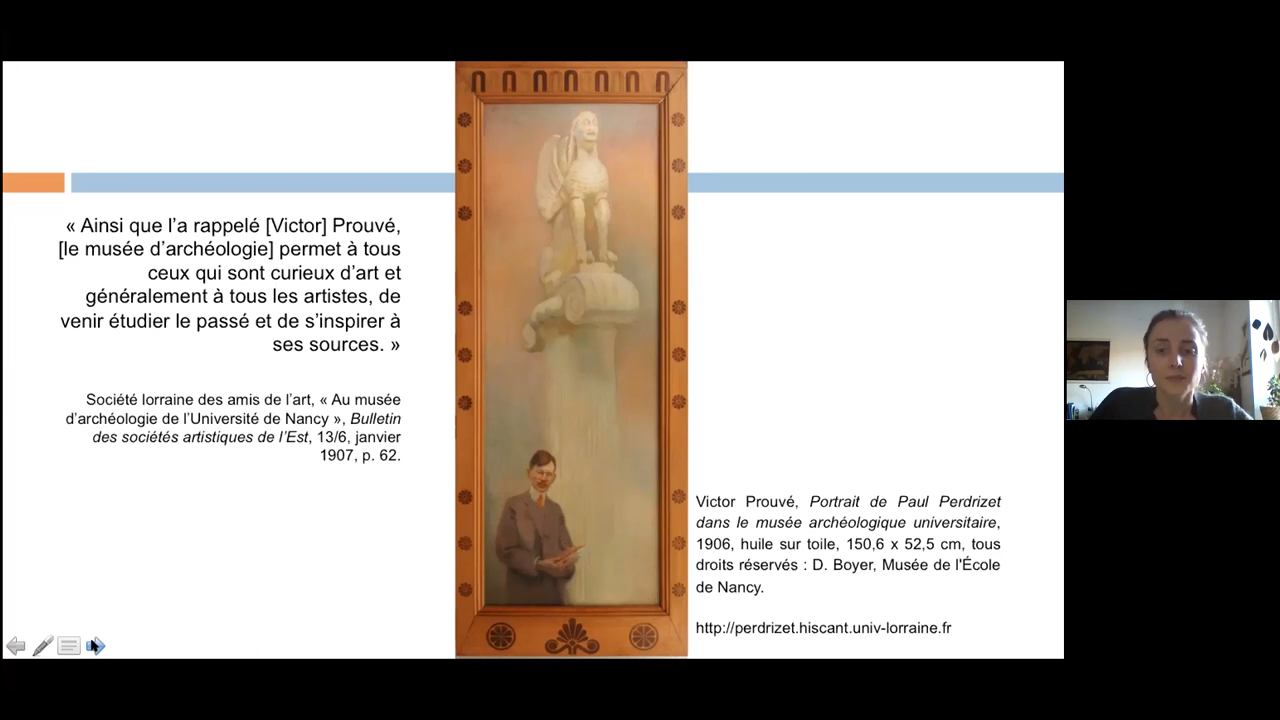 « Ainsi que l’a rappelé [Victor] Prouvé,
[le musée d’archéologie] permet à tous
ceux qui sont curieux d’art et
généralement à tous les artistes, de
venir étudier le passé et de s’inspirer à
ses sources. »
Société lorraine des amis de l’art, « Au musée
d’archéologie de l’Université de Nancy », Bulletin
des sociétés artistiques de l’Est, 13/6, janvier
1907, p. 62.
Victor Prouvé, Portrait de Paul Perdrizet
dans le musée archéologique universitaire,
1906, huile sur toile, 150,6 x 52,5 cm, tous
droits réservés : D. Boyer, Musée de l'École
de Nancy.
http://perdrizet.hiscant.univ-lorraine.fr